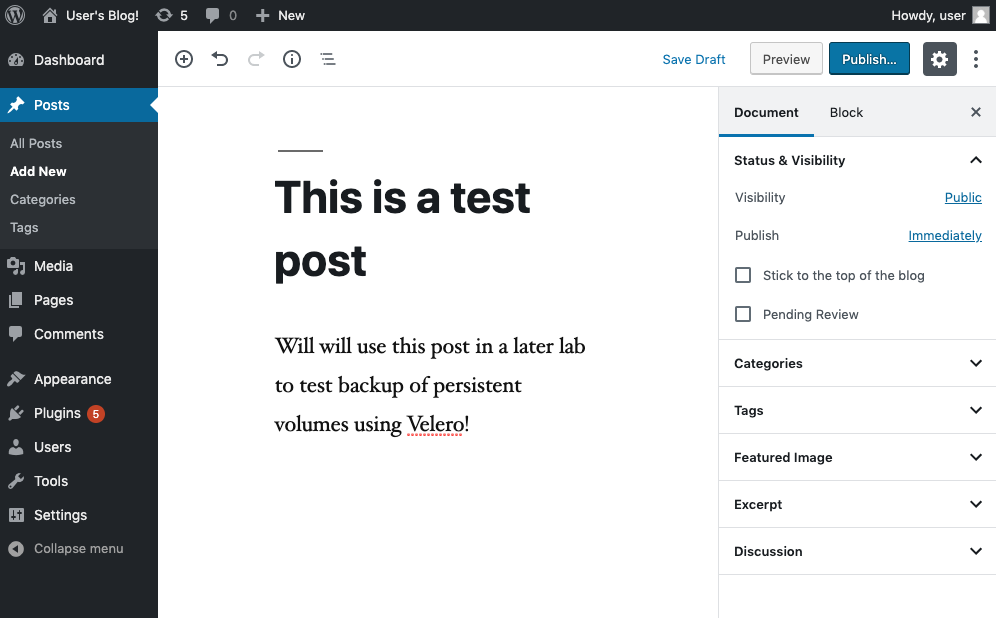 User's Blog! 5 0 New Howdy, user
Dashboard
Posts
All Posts
Add New
Categories
Tags
Media
Pages
Comments
Appearance
Plugins 5
Users
Tools
Settings
Collapse menu
Save Draft Preview Publish...
This is a test
post
Will will use this post in a later lab
to test backup of persistent
volumes using Velero!
Document Block
Status & Visibility
Visibility Public
Publish Immediately
Stick to the top of the blog
Pending Review
Categories
Tags
Featured Image
Excerpt
Discussion